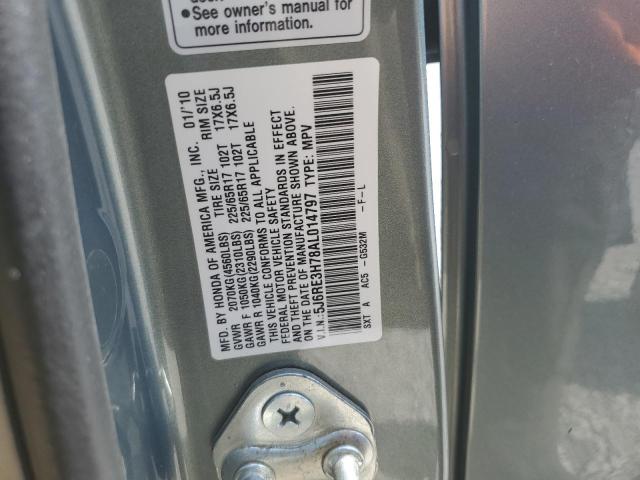 ●See owner's manual for
more information.
MFD. BY HONDA OF AMERICA MFG., INC. 01/'10
TIRE SIZE RIM SIZE
GVWR 2070KG(4560LBS) 225/65R17 102T 17X6.5J
GAWR F 1050KG(2310LBS) 225/65R17 102T 17X6.5J
GAWR R 1040KG(2290LBS)
THIS VEHICLE CONFORMS TO ALL APPLICABLE
FEDERAL MOTOR VEHICLE SAFETY
AND THEFT PREVENTION STANDARDS IN EFFECT
ON THE DATE OF MANUFACTURE SHOWN ABOVE.
V.I.N.:5J6RE3H78AL014797 TYPE: MPV
SXT A AC5 - G532M - F - L